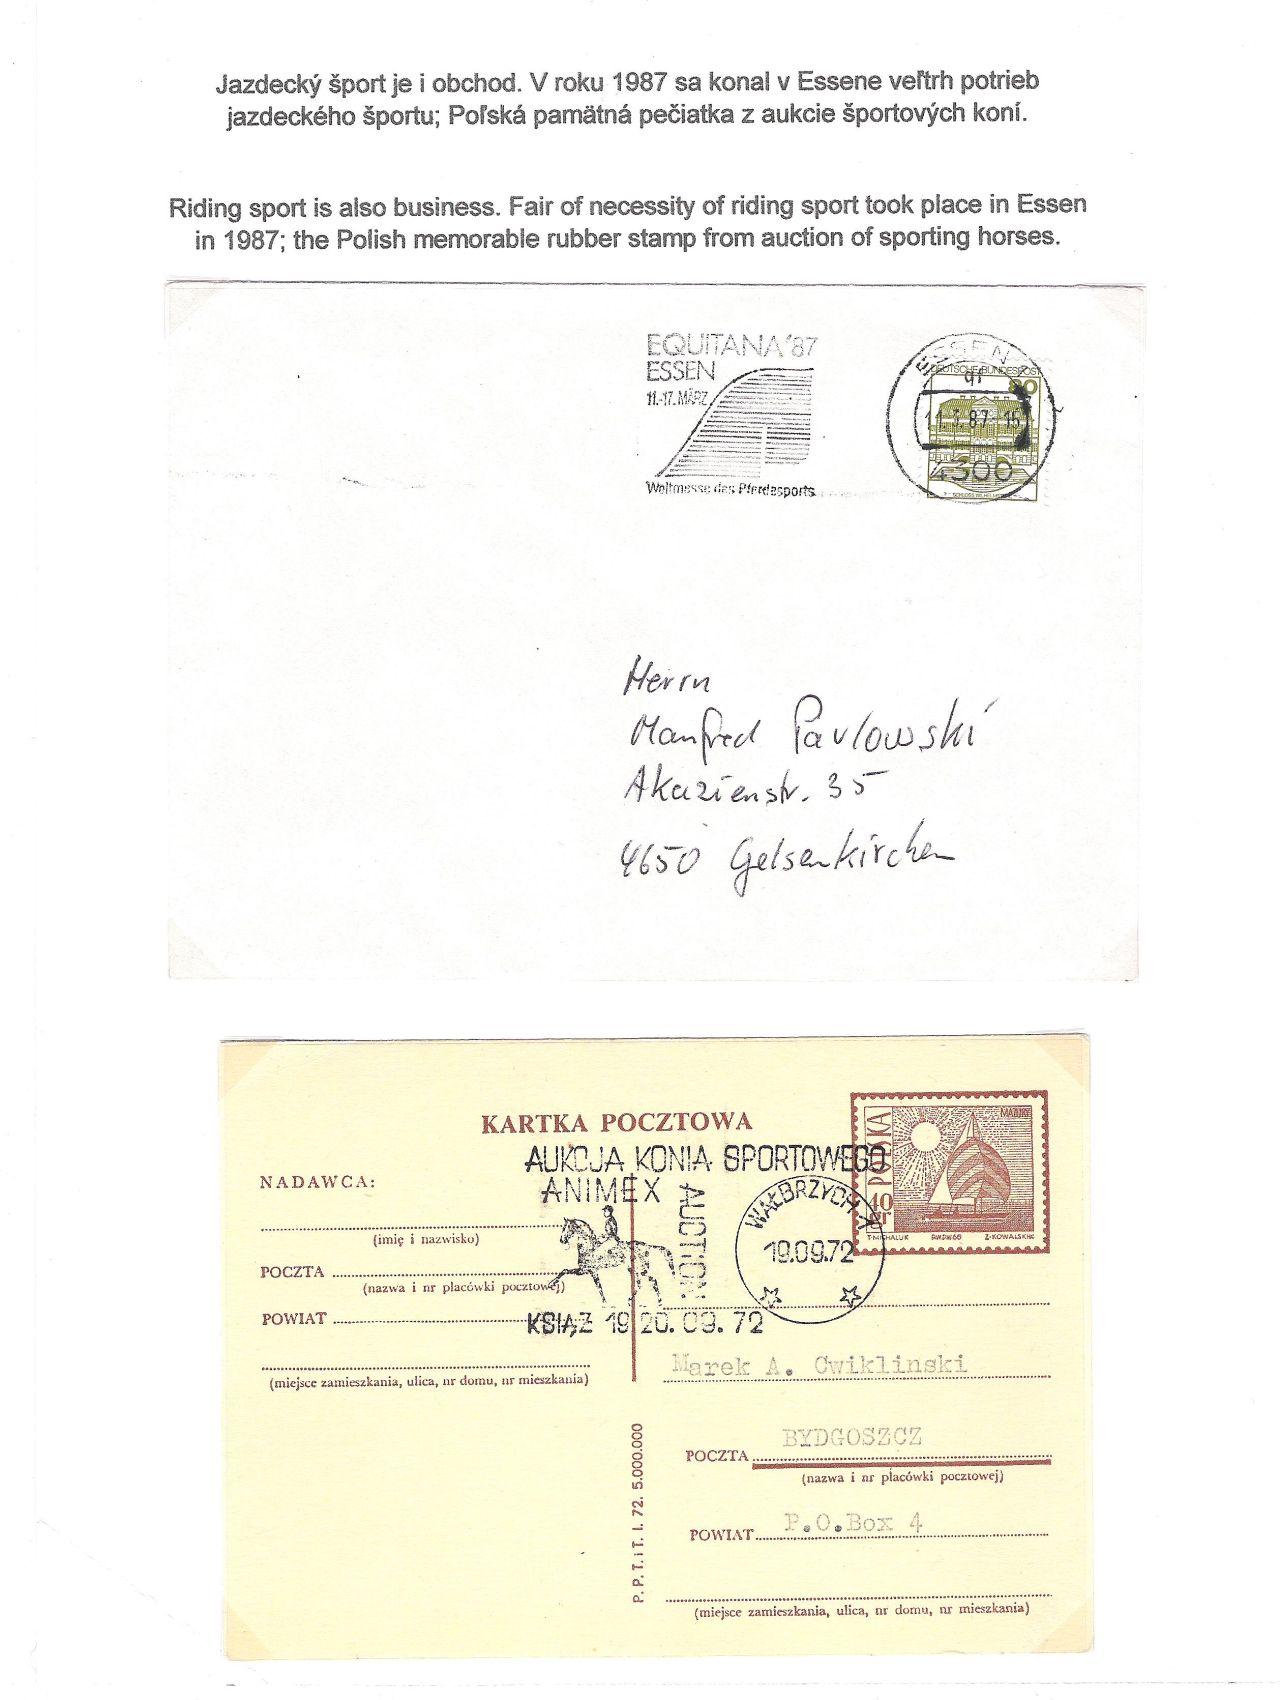 Jazdecký šport je i obchod. V roku 1987 sa konal v Essene veľtrh potrieb
jazdeckého športu; Poľská pamätná pečiatka z aukcie športových koní.
Riding sport is also business. Fair of necessity of riding sport took place in Essen
in 1987; the Polish memorable rubber stamp from auction of sporting horses.
EQUITANA '87
ESSEN
11.-17. MÄRZ
Weltmesse des Pferdesports
ESSEN
DEUTSCHE BUNDESPOST
80
87
4300
Herrn
Manfred Pavlowski
Akazienstr. 35
4650 Gelsenkirchen
KARTKA POCZTOWA
AUKCJA KONIA SPORTOWEGO
ANIMEX
AUCTION
KSIĄŻ 19 20.09.72
WAŁBRZYCH
19.09.72
POLSKA
MAZURY
40 gr
T. MICHALUK PWPW 66 Z. KOWALSKI
NADAWCA:
(imię i nazwisko)
POCZTA
(nazwa i nr placówki pocztowej)
POWIAT
(miejsce zamieszkania, ulica, nr domu, nr mieszkania)
P. P. T. i T. I. 72. 5.000.000
Marek A. Cwiklinski
BYDGOSZCZ
POCZTA
(nazwa i nr placówki pocztowej)
P.O.Box 4
POWIAT
(miejsce zamieszkania, ulica, nr domu, nr mieszkania)